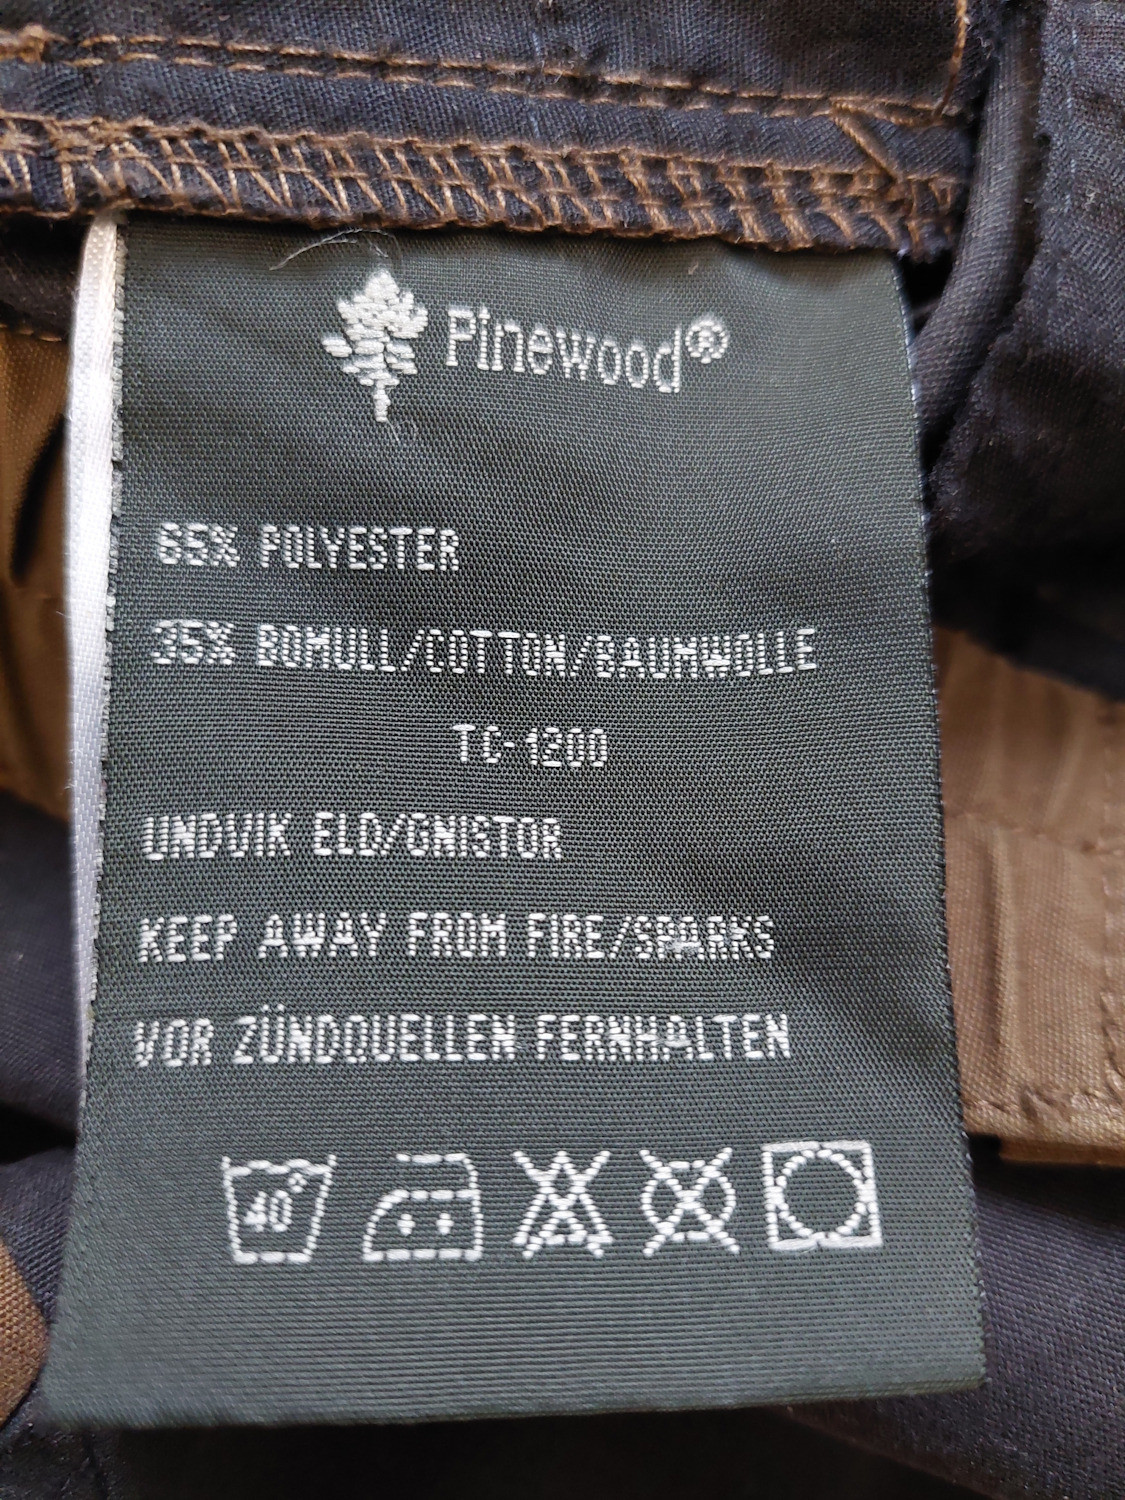 Pinewood®
65% POLYESTER
35% BOMULL/COTTON/BAUMWOLLE
TC-1200
UNDVIK ELD/GNISTOR
KEEP AWAY FROM FIRE/SPARKS
VOR ZÜNDQUELLEN FERNHALTEN
40°